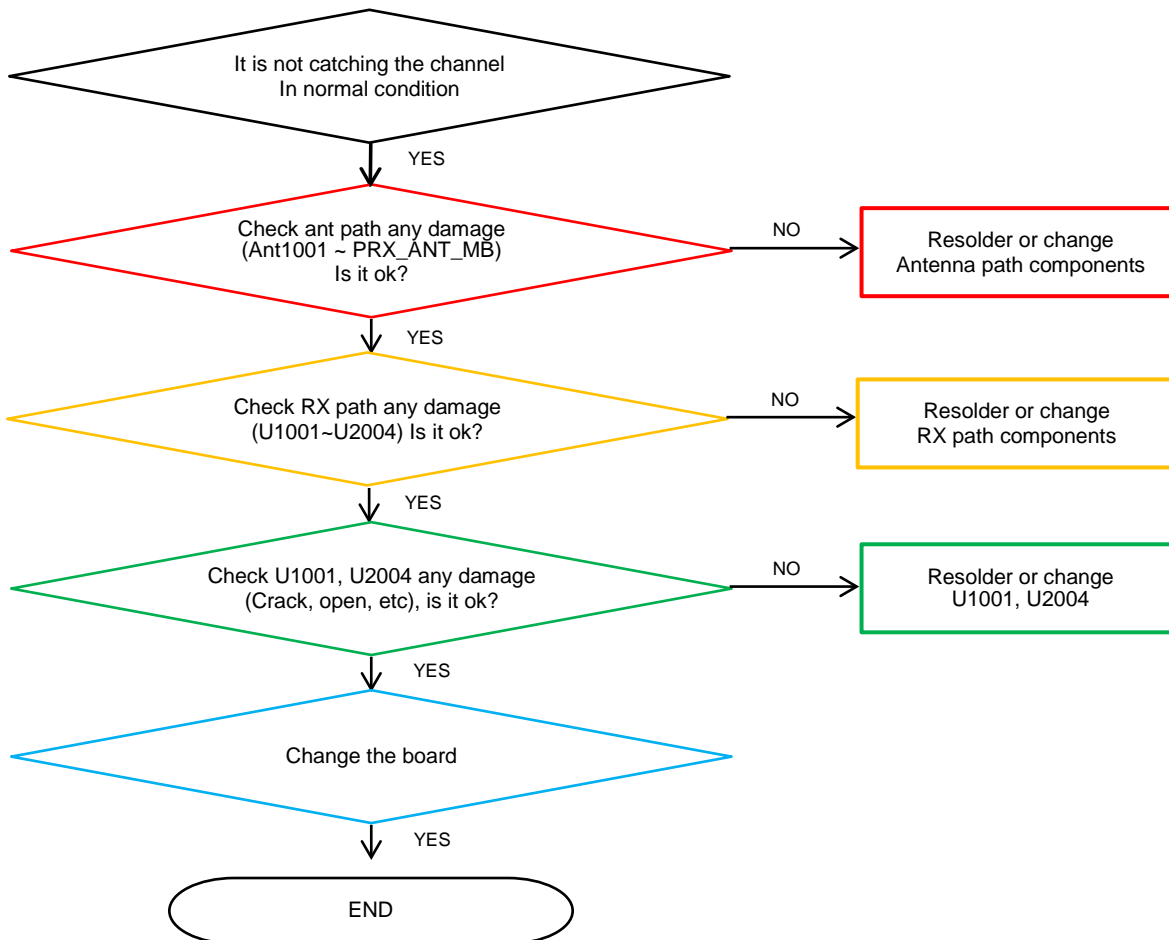 It is not catching the channel
In normal condition
YES
Check ant path any damage
(Ant1001 ~ PRX_ANT_MB)
Is it ok?
NO
Resolder or change
Antenna path components
YES
Check RX path any damage
(U1001~U2004) Is it ok?
NO
Resolder or change
RX path components
YES
Check U1001, U2004 any damage
(Crack, open, etc), is it ok?
NO
Resolder or change
U1001, U2004
YES
Change the board
YES
END